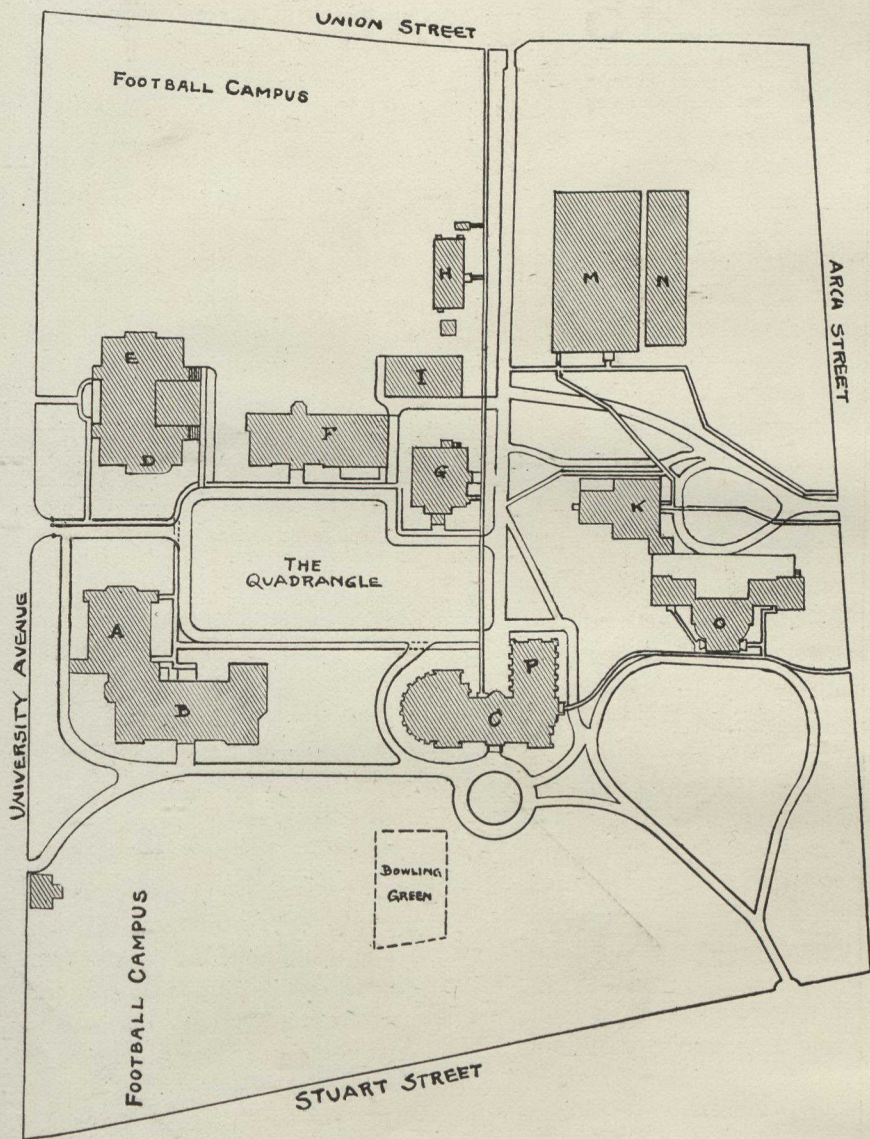 UNION STREET
FOOTBALL CAMPUS
H
M
N
ARCH STREET
E
I
F
D
G
K
THE
QUADRANGLE
UNIVERSITY AVENUE
A
O
P
B
C
BOWLING
GREEN
FOOTBALL CAMPUS
STUART STREET